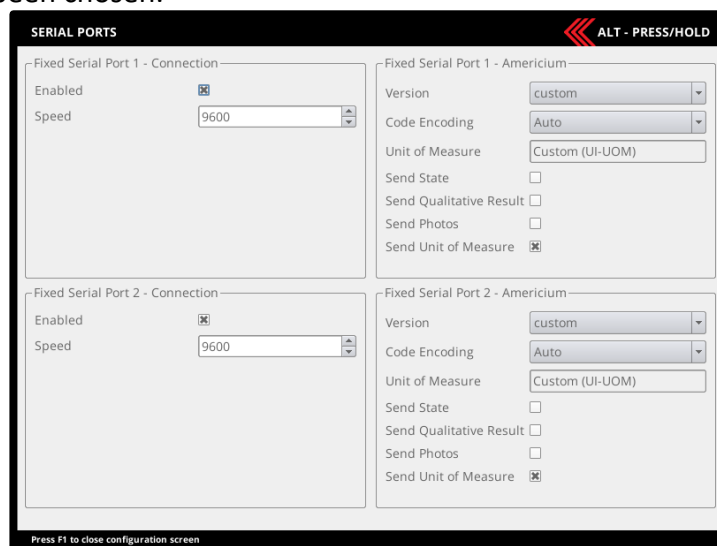 been chosen.
SERIAL PORTS
ALT - PRESS/HOLD
Fixed Serial Port 1 - Connection
Enabled
Speed 9600
Fixed Serial Port 1 - Americium
Version custom
Code Encoding Auto
Unit of Measure Custom (UI-UOM)
Send State
Send Qualitative Result
Send Photos
Send Unit of Measure
Fixed Serial Port 2 - Connection
Enabled
Speed 9600
Fixed Serial Port 2 - Americium
Version custom
Code Encoding Auto
Unit of Measure Custom (UI-UOM)
Send State
Send Qualitative Result
Send Photos
Send Unit of Measure
Press F1 to close configuration screen